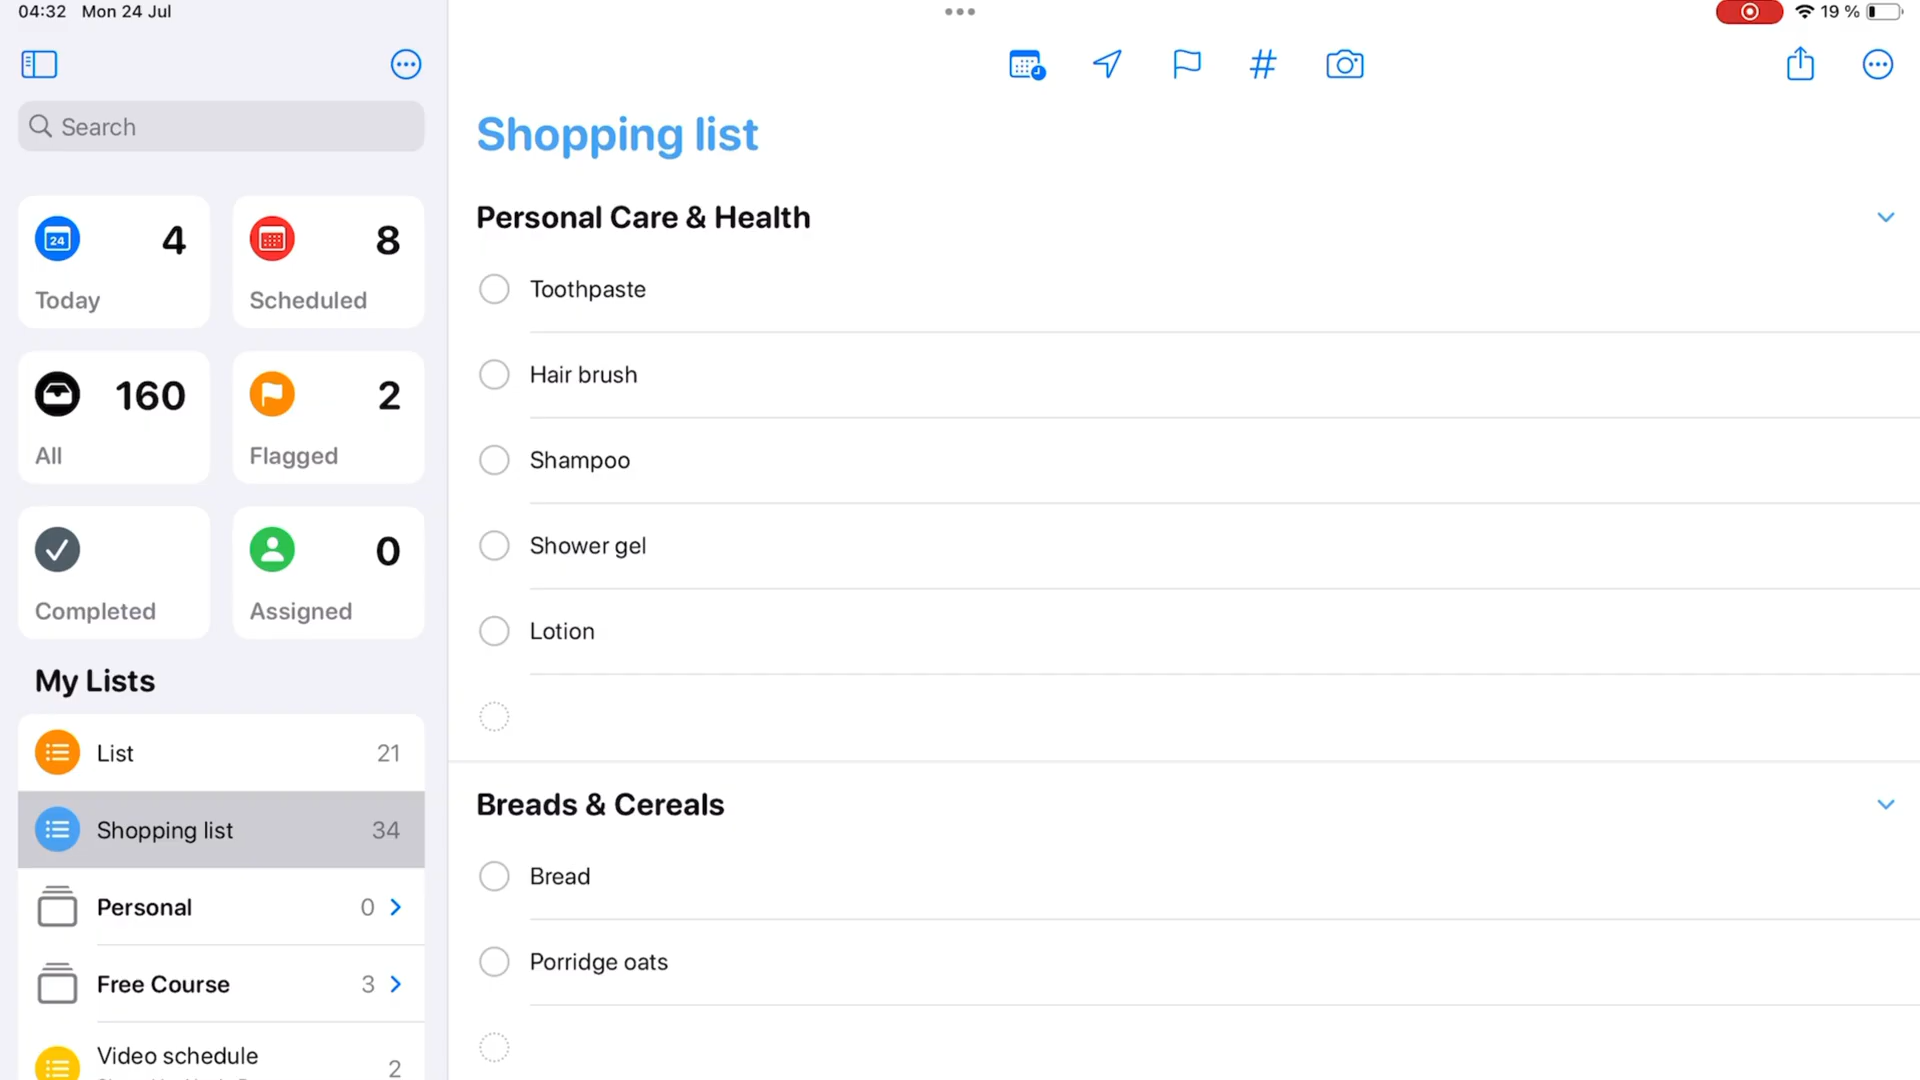 04:32 Mon 24 Jul
19 %
Search
24
4
Today
8
Scheduled
160
All
2
Flagged
Completed
0
Assigned
My Lists
List 21
Shopping list 34
Personal 0
Free Course 3
Video schedule 2
Shopping list
Personal Care & Health
Toothpaste
Hair brush
Shampoo
Shower gel
Lotion
Breads & Cereals
Bread
Porridge oats